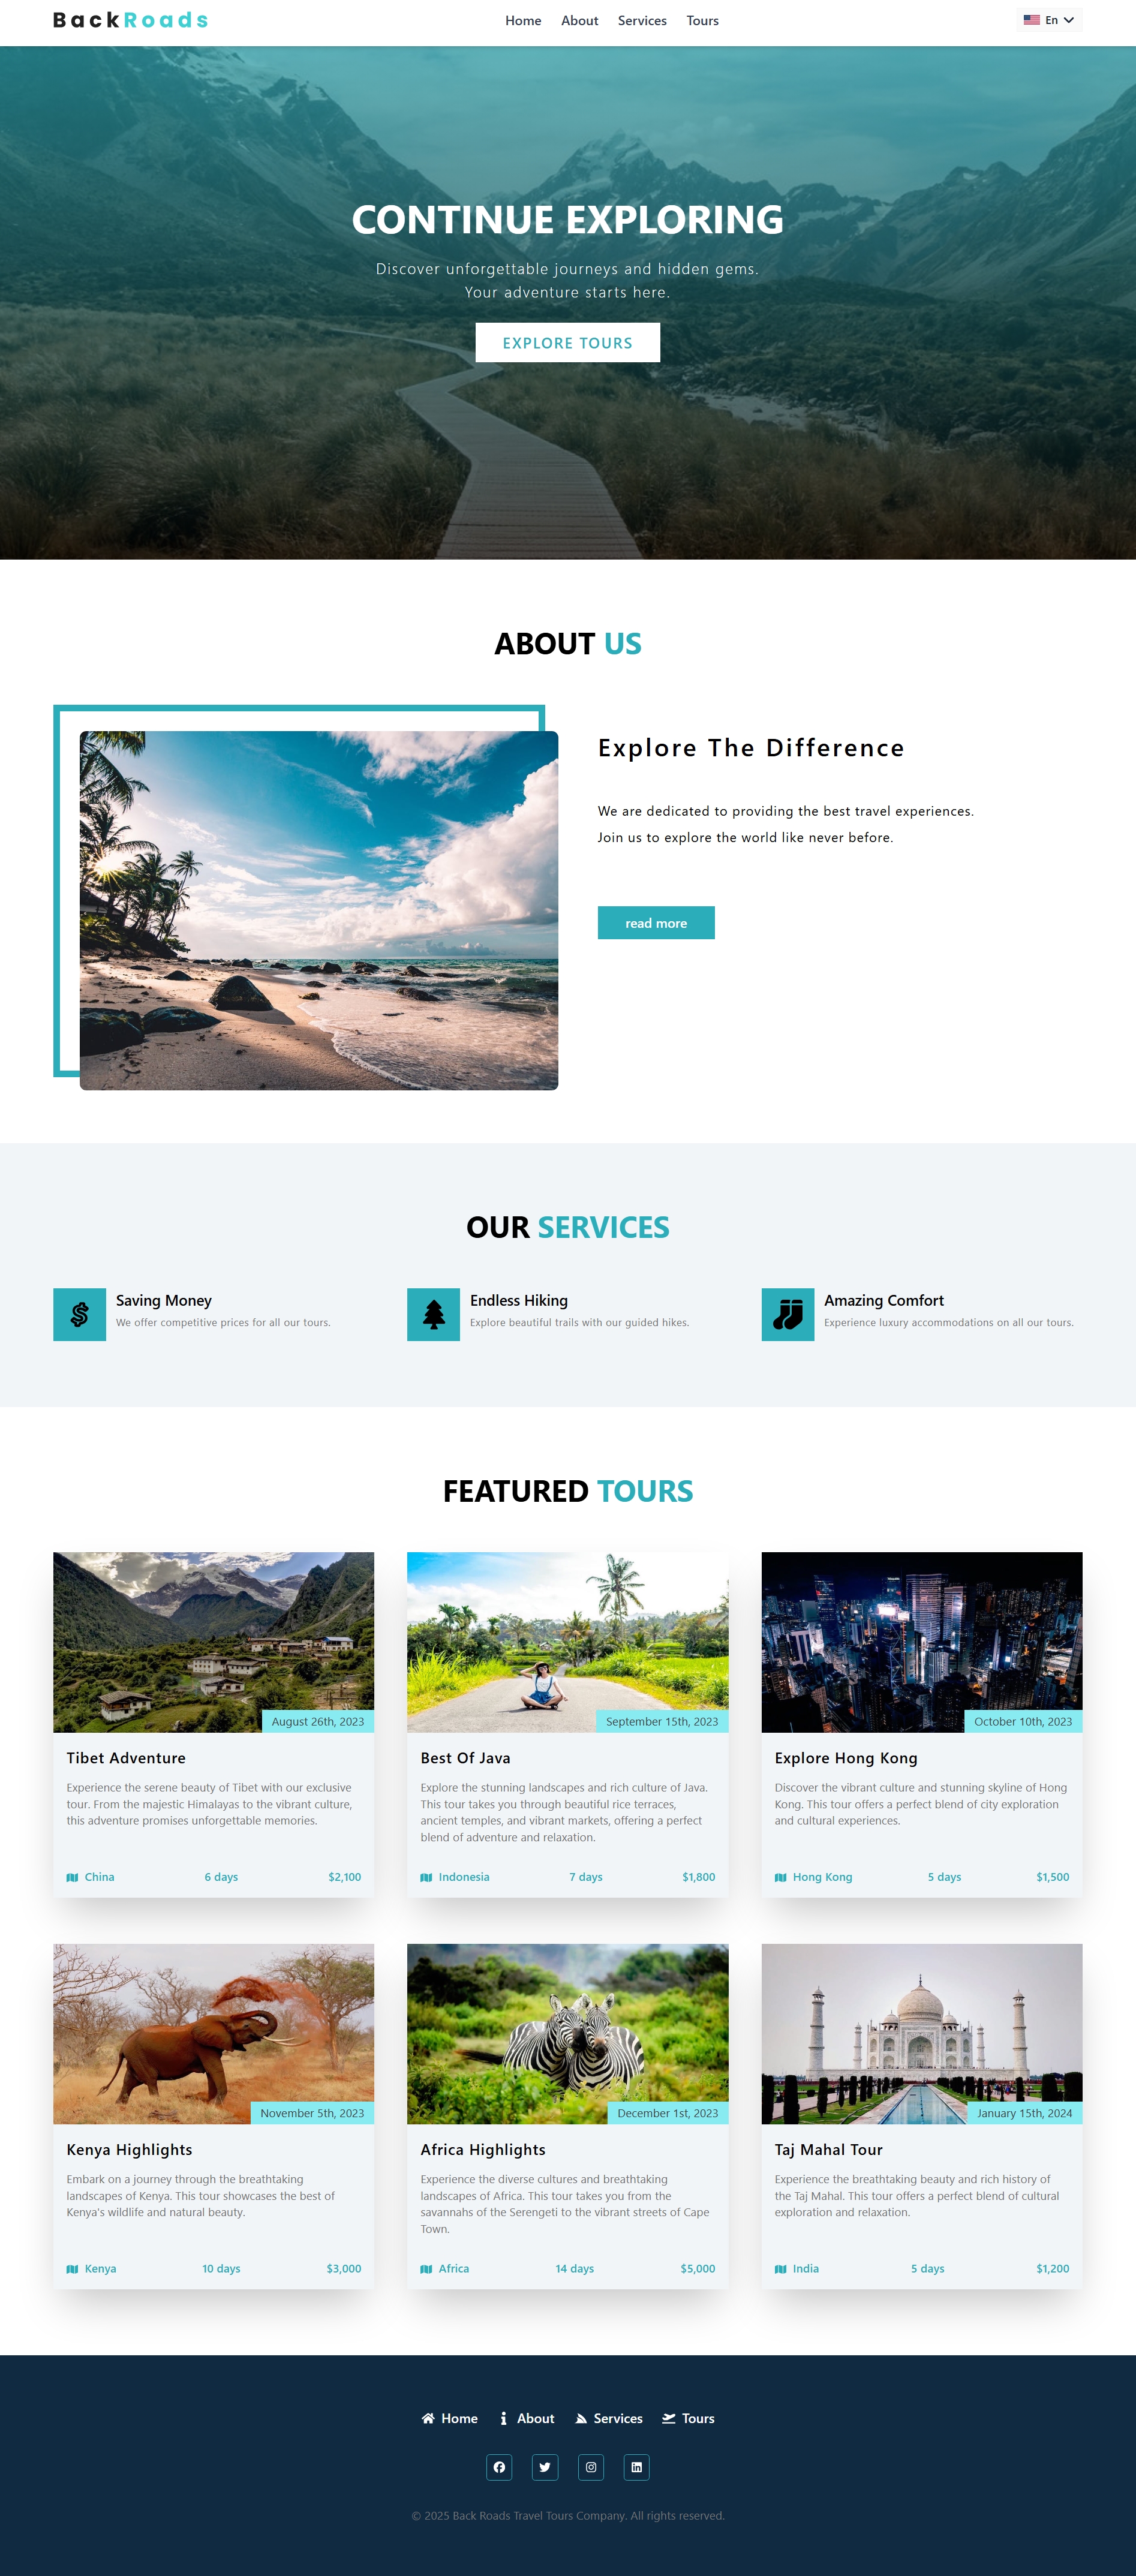 BackRoads
Home About Services Tours
En
CONTINUE EXPLORING
Discover unforgettable journeys and hidden gems.
Your adventure starts here.
EXPLORE TOURS
ABOUT US
Explore The Difference
We are dedicated to providing the best travel experiences.
Join us to explore the world like never before.
read more
OUR SERVICES
Saving Money
We offer competitive prices for all our tours.
Endless Hiking
Explore beautiful trails with our guided hikes.
Amazing Comfort
Experience luxury accommodations on all our tours.
FEATURED TOURS
August 26th, 2023
Tibet Adventure
Experience the serene beauty of Tibet with our exclusive
tour. From the majestic Himalayas to the vibrant culture,
this adventure promises unforgettable memories.
China 6 days $2,100
September 15th, 2023
Best Of Java
Explore the stunning landscapes and rich culture of Java.
This tour takes you through beautiful rice terraces,
ancient temples, and vibrant markets, offering a perfect
blend of adventure and relaxation.
Indonesia 7 days $1,800
October 10th, 2023
Explore Hong Kong
Discover the vibrant culture and stunning skyline of Hong
Kong. This tour offers a perfect blend of city exploration
and cultural experiences.
Hong Kong 5 days $1,500
November 5th, 2023
Kenya Highlights
Embark on a journey through the breathtaking
landscapes of Kenya. This tour showcases the best of
Kenya's wildlife and natural beauty.
Kenya 10 days $3,000
December 1st, 2023
Africa Highlights
Experience the diverse cultures and breathtaking
landscapes of Africa. This tour takes you from the
savannahs of the Serengeti to the vibrant streets of Cape
Town.
Africa 14 days $5,000
January 15th, 2024
Taj Mahal Tour
Experience the breathtaking beauty and rich history of
the Taj Mahal. This tour offers a perfect blend of cultural
exploration and relaxation.
India 5 days $1,200
Home About Services Tours
© 2025 Back Roads Travel Tours Company. All rights reserved.